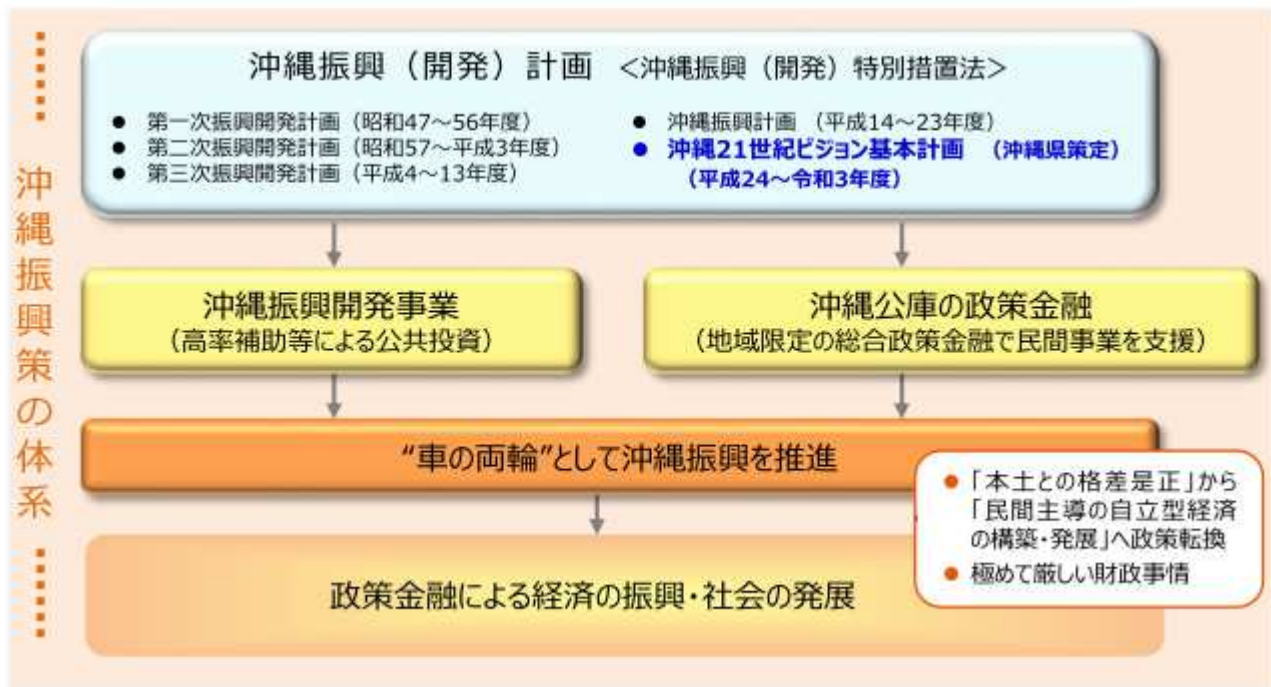 沖縄振興策の体系
沖縄振興(開発)計画 <沖縄振興(開発)特別措置法>
● 第一次振興開発計画(昭和47~56年度)
● 第二次振興開発計画(昭和57~平成3年度)
● 第三次振興開発計画(平成4~13年度)
● 沖縄振興計画 (平成14~23年度)
● 沖縄21世紀ビジョン基本計画 (沖縄県策定)
(平成24~令和3年度)
沖縄振興開発事業
(高率補助等による公共投資)
沖縄公庫の政策金融
(地域限定の総合政策金融で民間事業を支援)
“車の両輪”として沖縄振興を推進
● 「本土との格差是正」から
「民間主導の自立型経済
の構築・発展」へ政策転換
● 極めて厳しい財政事情
政策金融による経済の振興・社会の発展